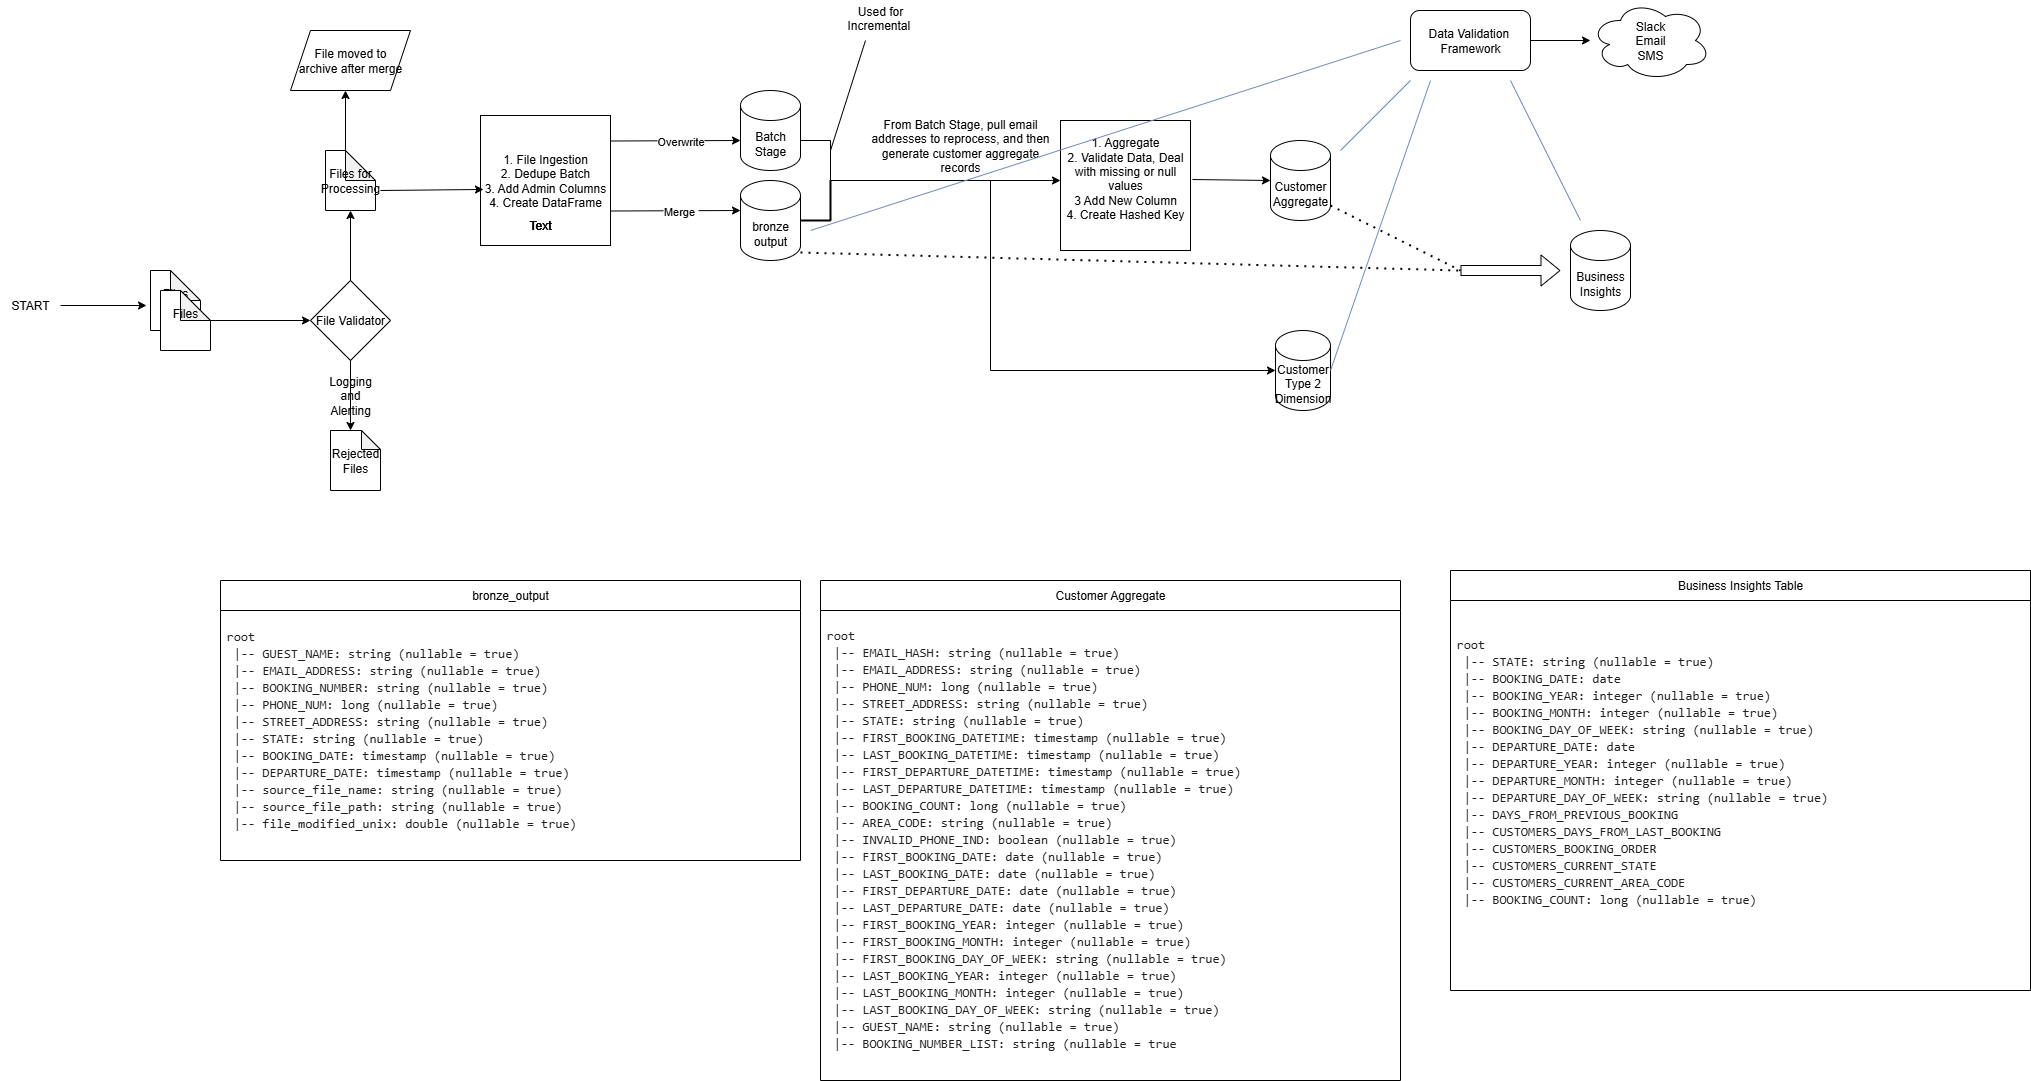 Used for
Incremental
File moved to
archive after merge
Data Validation
Framework
Slack
Email
SMS
Files for
Processing
1. File Ingestion
2. Dedupe Batch
3. Add Admin Columns
4. Create DataFrame
Text
Overwrite
Merge
Batch
Stage
bronze
output
From Batch Stage, pull email
addresses to reprocess, and then
generate customer aggregate
records
1. Aggregate
2. Validate Data, Deal
with missing or null
values
3 Add New Column
4. Create Hashed Key
Customer
Aggregate
Business
Insights
START
Files
File Validator
Logging
and
Alerting
Rejected
Files
Customer
Type 2
Dimension
bronze_output
root
|-- GUEST_NAME: string (nullable = true)
|-- EMAIL_ADDRESS: string (nullable = true)
|-- BOOKING_NUMBER: string (nullable = true)
|-- PHONE_NUM: long (nullable = true)
|-- STREET_ADDRESS: string (nullable = true)
|-- STATE: string (nullable = true)
|-- BOOKING_DATE: timestamp (nullable = true)
|-- DEPARTURE_DATE: timestamp (nullable = true)
|-- source_file_name: string (nullable = true)
|-- source_file_path: string (nullable = true)
|-- file_modified_unix: double (nullable = true)
Customer Aggregate
root
|-- EMAIL_HASH: string (nullable = true)
|-- EMAIL_ADDRESS: string (nullable = true)
|-- PHONE_NUM: long (nullable = true)
|-- STREET_ADDRESS: string (nullable = true)
|-- STATE: string (nullable = true)
|-- FIRST_BOOKING_DATETIME: timestamp (nullable = true)
|-- LAST_BOOKING_DATETIME: timestamp (nullable = true)
|-- FIRST_DEPARTURE_DATETIME: timestamp (nullable = true)
|-- LAST_DEPARTURE_DATETIME: timestamp (nullable = true)
|-- BOOKING_COUNT: long (nullable = true)
|-- AREA_CODE: string (nullable = true)
|-- INVALID_PHONE_IND: boolean (nullable = true)
|-- FIRST_BOOKING_DATE: date (nullable = true)
|-- LAST_BOOKING_DATE: date (nullable = true)
|-- FIRST_DEPARTURE_DATE: date (nullable = true)
|-- LAST_DEPARTURE_DATE: date (nullable = true)
|-- FIRST_BOOKING_YEAR: integer (nullable = true)
|-- FIRST_BOOKING_MONTH: integer (nullable = true)
|-- FIRST_BOOKING_DAY_OF_WEEK: string (nullable = true)
|-- LAST_BOOKING_YEAR: integer (nullable = true)
|-- LAST_BOOKING_MONTH: integer (nullable = true)
|-- LAST_BOOKING_DAY_OF_WEEK: string (nullable = true)
|-- GUEST_NAME: string (nullable = true)
|-- BOOKING_NUMBER_LIST: string (nullable = true
Business Insights Table
root
|-- STATE: string (nullable = true)
|-- BOOKING_DATE: date
|-- BOOKING_YEAR: integer (nullable = true)
|-- BOOKING_MONTH: integer (nullable = true)
|-- BOOKING_DAY_OF_WEEK: string (nullable = true)
|-- DEPARTURE_DATE: date
|-- DEPARTURE_YEAR: integer (nullable = true)
|-- DEPARTURE_MONTH: integer (nullable = true)
|-- DEPARTURE_DAY_OF_WEEK: string (nullable = true)
|-- DAYS_FROM_PREVIOUS_BOOKING
|-- CUSTOMERS_DAYS_FROM_LAST_BOOKING
|-- CUSTOMERS_BOOKING_ORDER
|-- CUSTOMERS_CURRENT_STATE
|-- CUSTOMERS_CURRENT_AREA_CODE
|-- BOOKING_COUNT: long (nullable = true)